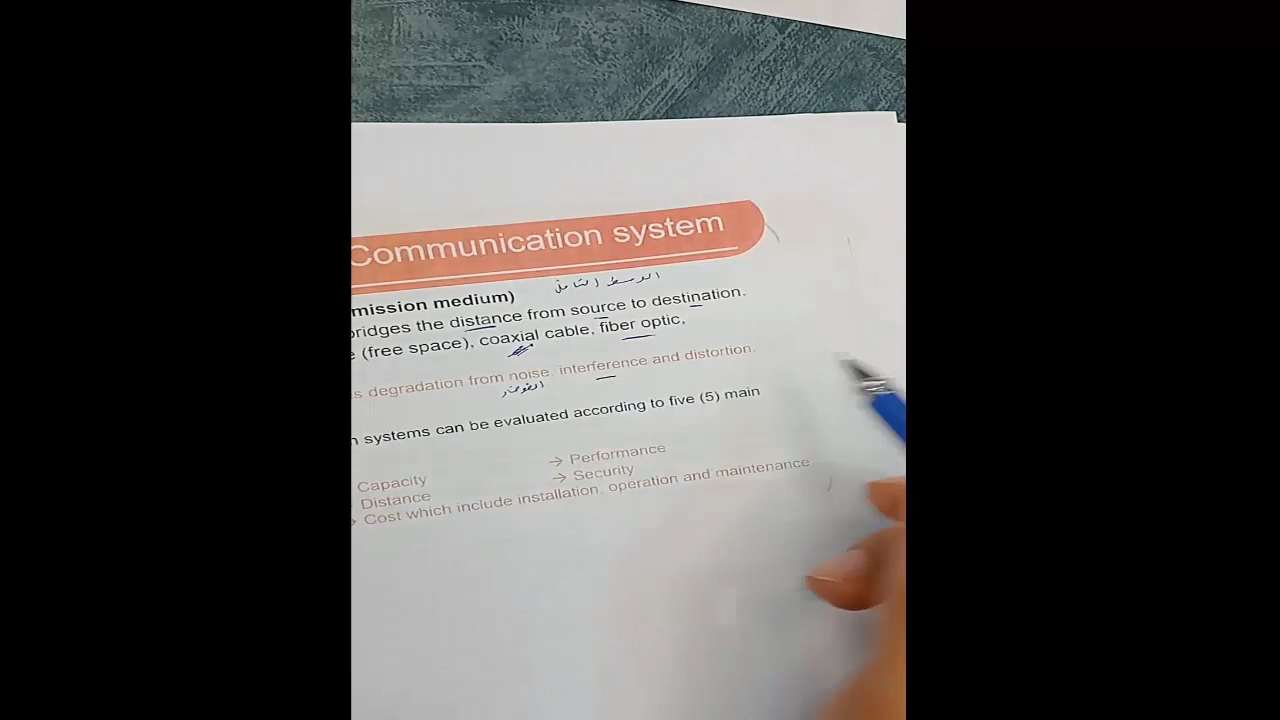 Communication system
mission medium) الوسط الناقل
bridges the distance from source to destination.
e (free space), coaxial cable, fiber optic,
s degradation from noise, interference and distortion.
الضوضاء
n systems can be evaluated according to five (5) main
Capacity → Performance
Distance → Security
→ Cost which include installation, operation and maintenance